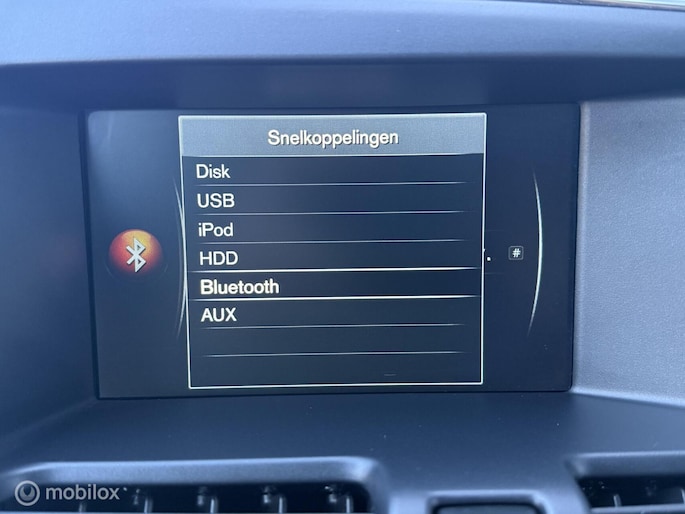 Snelkoppelingen
Disk
USB
iPod
HDD
#
Bluetooth
AUX
mobilox